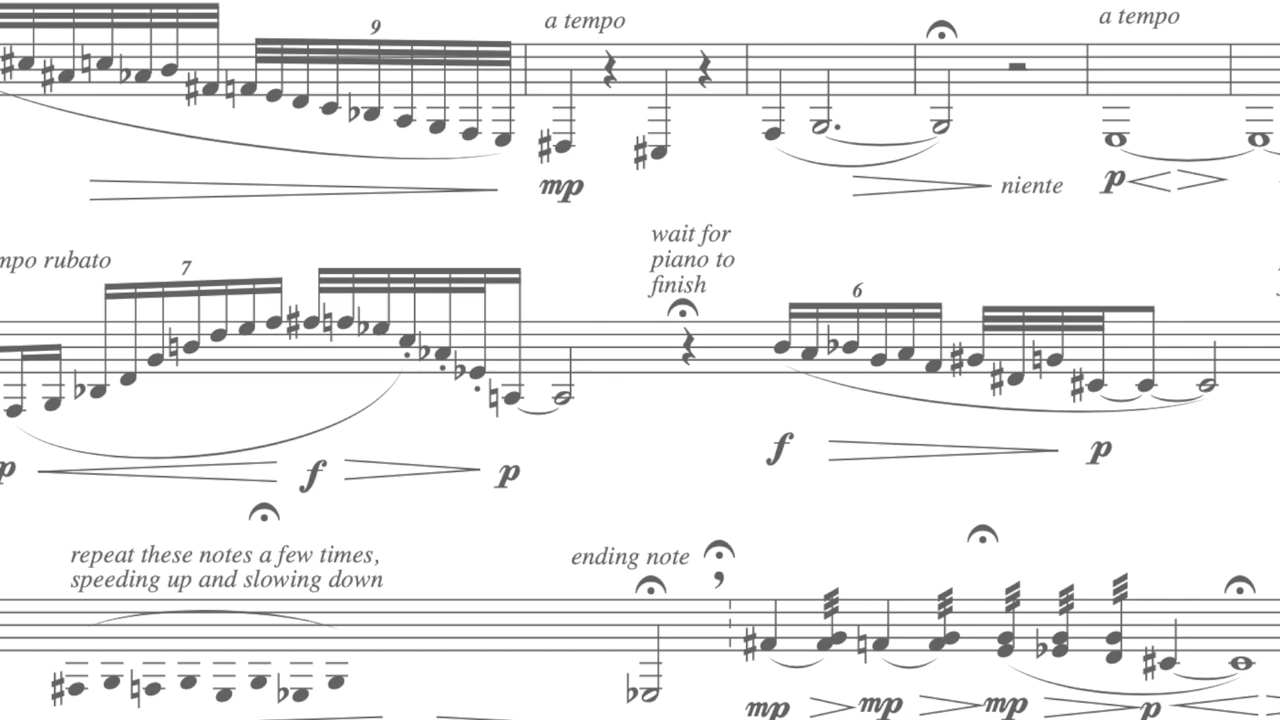 9
a tempo
a tempo
mp
niente
p
mpo rubato
7
wait for
piano to
finish
6
p
f
p
f
p
repeat these notes a few times,
speeding up and slowing down
ending note
mp
mp
mp
p